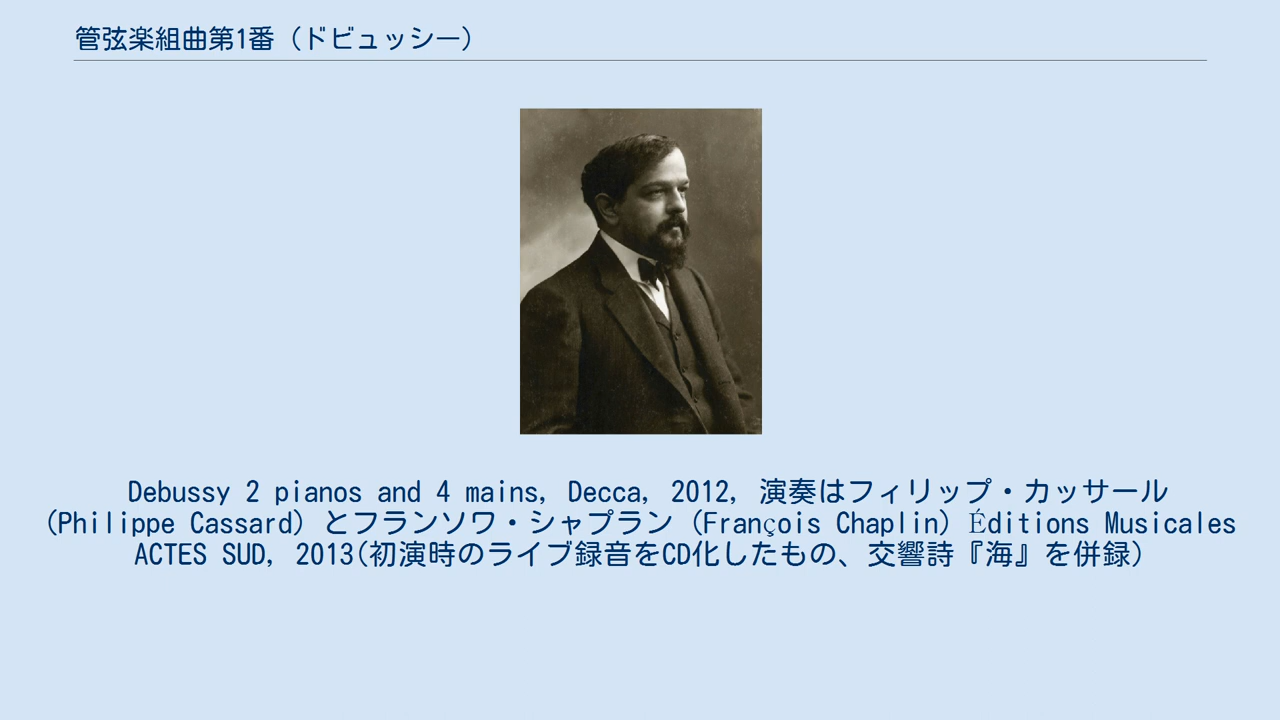 管弦楽組曲第1番（ドビュッシー）
Debussy 2 pianos and 4 mains, Decca, 2012, 演奏はフィリップ・カッサール
（Philippe Cassard）とフランソワ・シャプラン（François Chaplin）Éditions Musicales
ACTES SUD, 2013(初演時のライブ録音をCD化したもの、交響詩『海』を併録）